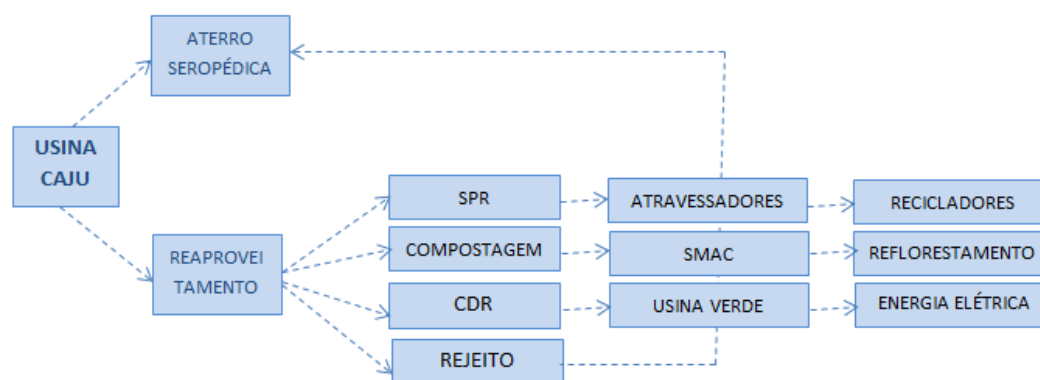 ATERRO
SEROPÉDICA
USINA
CAJU
REAPROVEI
TAMENTO
SPR
ATRAVESSADORES
RECICLADORES
COMPOSTAGEM
SMAC
REFLORESTAMENTO
CDR
USINA VERDE
ENERGIA ELÉTRICA
REJEITO